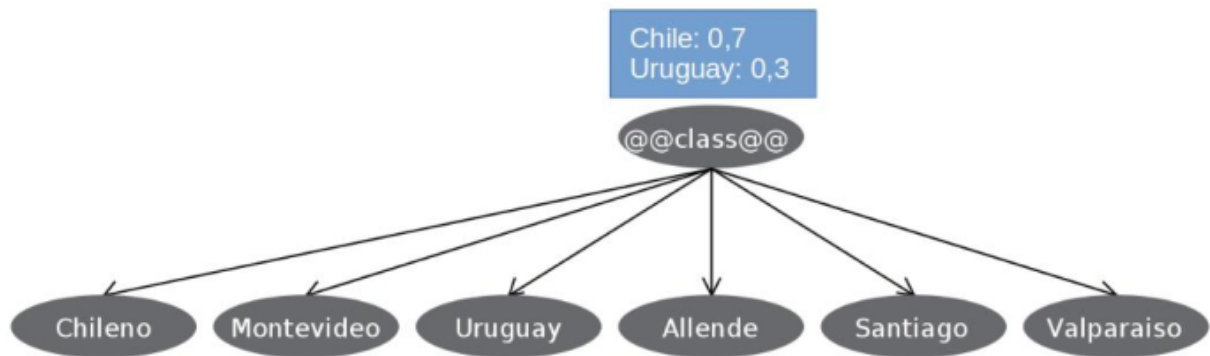 Chile: 0,7
Uruguay: 0,3
@@class@@
Chileno
Montevideo
Uruguay
Allende
Santiago
Valparaiso